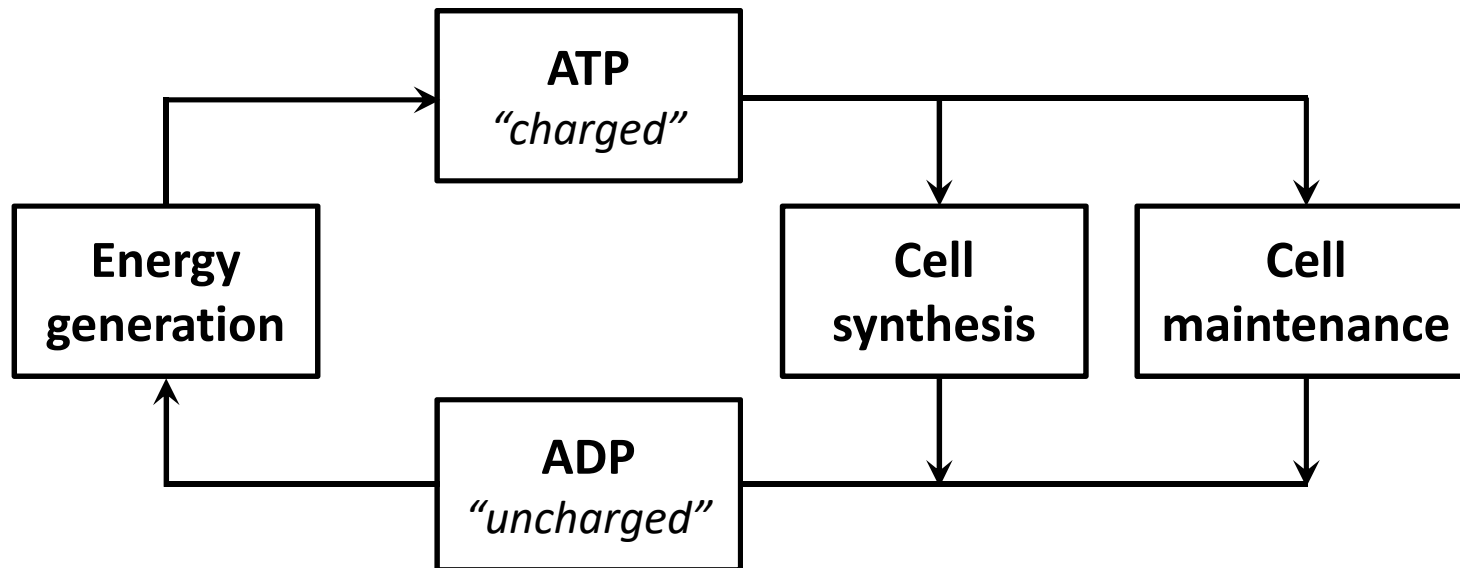 ATP
“charged”
Energy
generation
Cell
synthesis
Cell
maintenance
ADP
“uncharged”